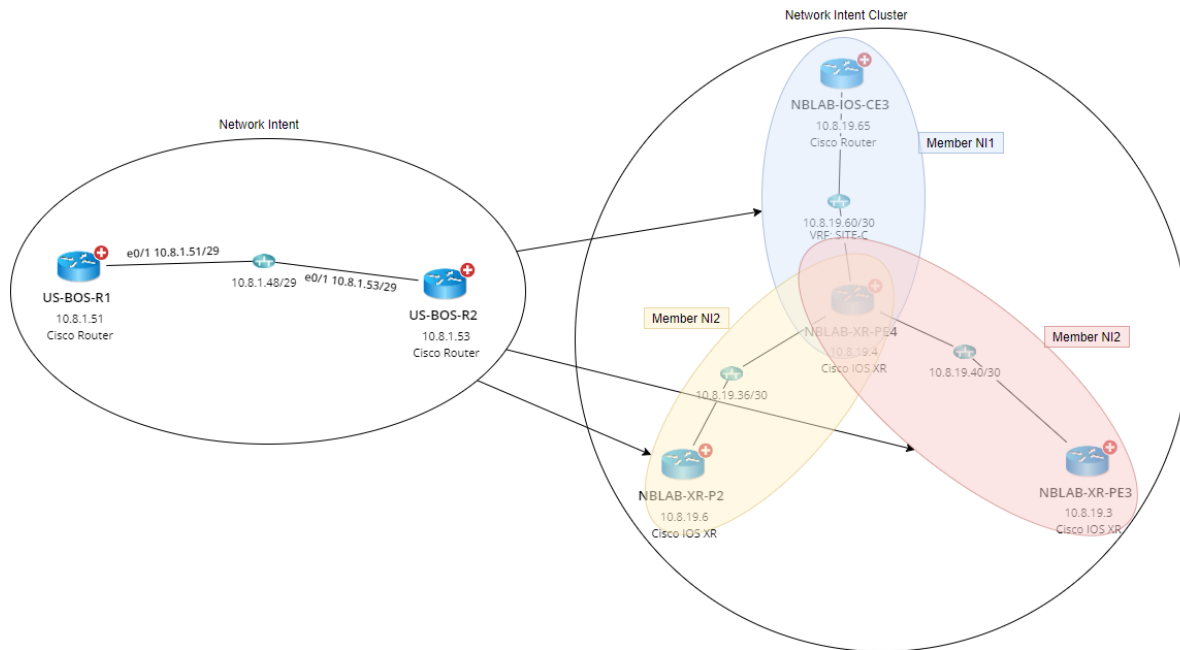 Network Intent Cluster
Network Intent
e0/1 10.8.1.51/29
10.8.1.48/29
e0/1 10.8.1.53/29
US-BOS-R1
10.8.1.51
Cisco Router
US-BOS-R2
10.8.1.53
Cisco Router
NBLAB-IOS-CE3
10.8.19.65
Cisco Router
Member NI1
10.8.19.60/30
VRF: SITE-C
Member NI2
NBLAB-XR-PE4
10.8.19.4
Cisco IOS XR
Member NI2
10.8.19.40/30
10.8.19.36/30
NBLAB-XR-P2
10.8.19.6
Cisco IOS XR
NBLAB-XR-PE3
10.8.19.3
Cisco IOS XR